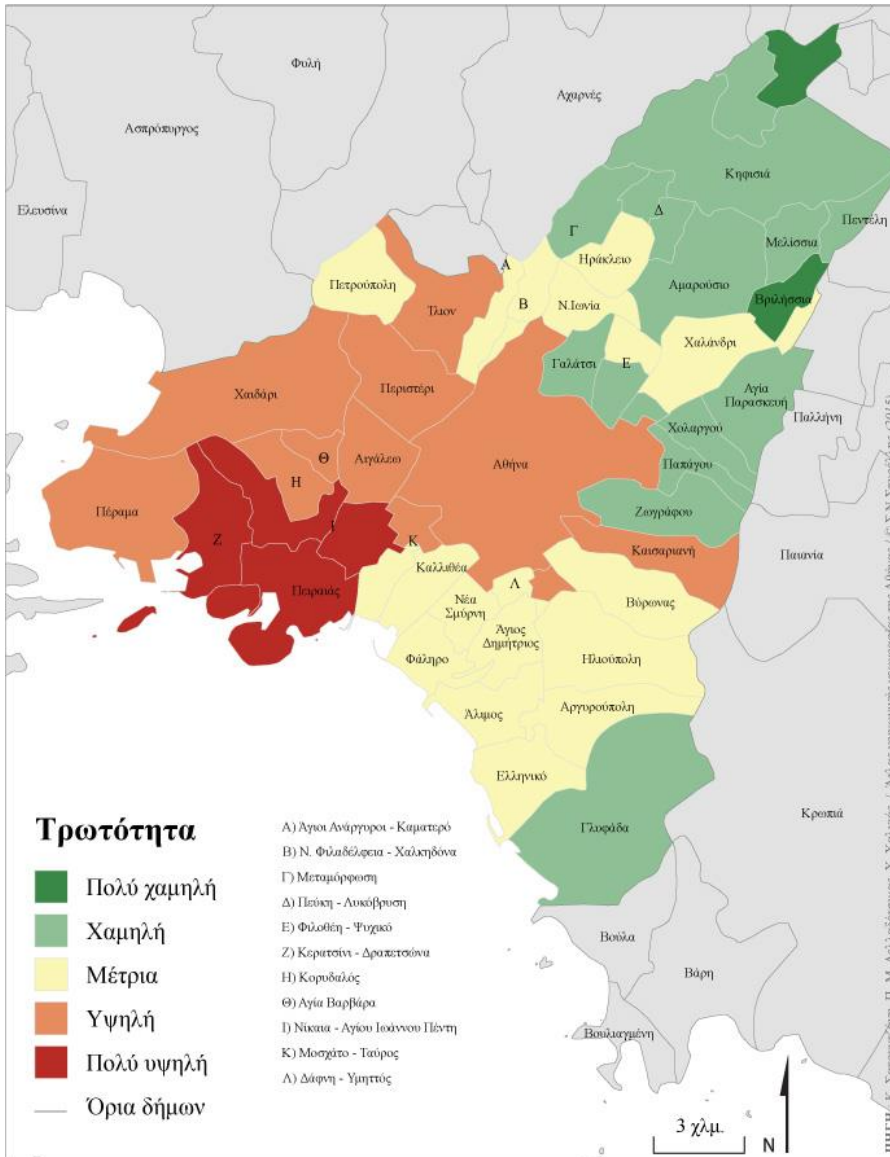 Φυλή
Αχαρνές
Ασπρόπυργος
Κηφισιά
Ελευσίνα
Πεντέλη
Δ
Γ
Μελίσσια
Ηράκλειο
Α
Πετρούπολη
Αμαρούσιο
Βριλήσσια
Ίλιον
Β
Ν.Ιωνία
Χαλάνδρι
Γαλάτσι
Ε
Χαϊδάρι
Περιστέρι
Αγία
Παρασκευή
Παλλήνη
Χολαργού
Θ
Αιγάλεω
Αθήνα
Παπάγου
Η
Πέραμα
Ζωγράφου
Ζ
Ι
Κ
Καισαριανή
Παιανία
Καλλιθέα
Πειραιάς
Λ
Νέα
Σμύρνη
Βύρωνας
Άγιος
Δημήτριος
Φάληρο
Ηλιούπολη
Άλιμος
Αργυρούπολη
Ελληνικό
Κρωπιά
Γλυφάδα
Βούλα
Βάρη
Βουλιαγμένη
Τρωτότητα
Πολύ χαμηλή
Χαμηλή
Μέτρια
Υψηλή
Πολύ υψηλή
Όρια δήμων
Α) Άγιοι Ανάργυροι - Καματερό
Β) Ν. Φιλαδέλφεια - Χαλκηδόνα
Γ) Μεταμόρφωση
Δ) Πεύκη - Λυκόβρυση
Ε) Φιλοθέη - Ψυχικό
Ζ) Κερατσίνι - Δραπετσώνα
Η) Κορυδαλός
Θ) Αγία Βαρβάρα
Ι) Νίκαια - Αγίου Ιωάννου Πέντη
Κ) Μοσχάτο - Ταύρος
Λ) Δάφνη - Υμηττός
3 χλμ.
N